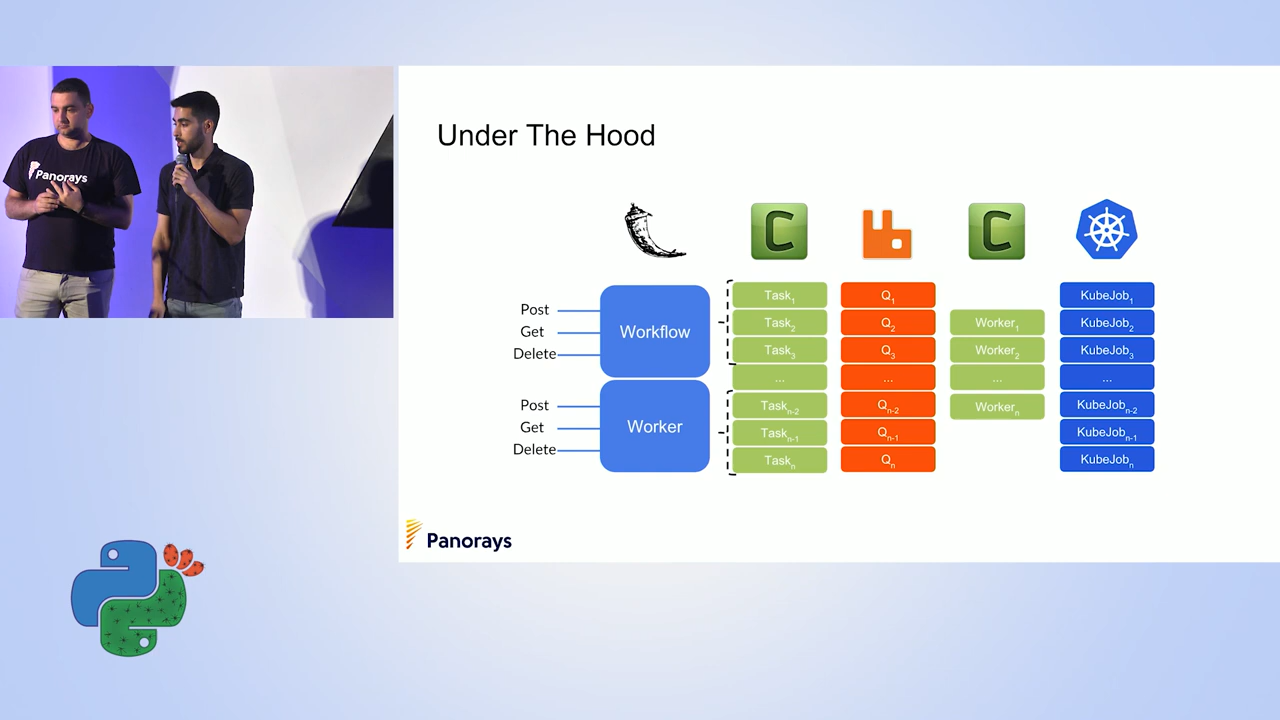 Panorays
Under The Hood
C
C
Post
Get
Delete
Workflow
Post
Get
Delete
Worker
Task1
Task2
Task3
...
Taskn-2
Taskn-1
Taskn
Q1
Q2
Q3
...
Qn-2
Qn-1
Qn
Worker1
Worker2
...
Workern
KubeJob1
KubeJob2
KubeJob3
...
KubeJobn-2
KubeJobn-1
KubeJobn
Panorays